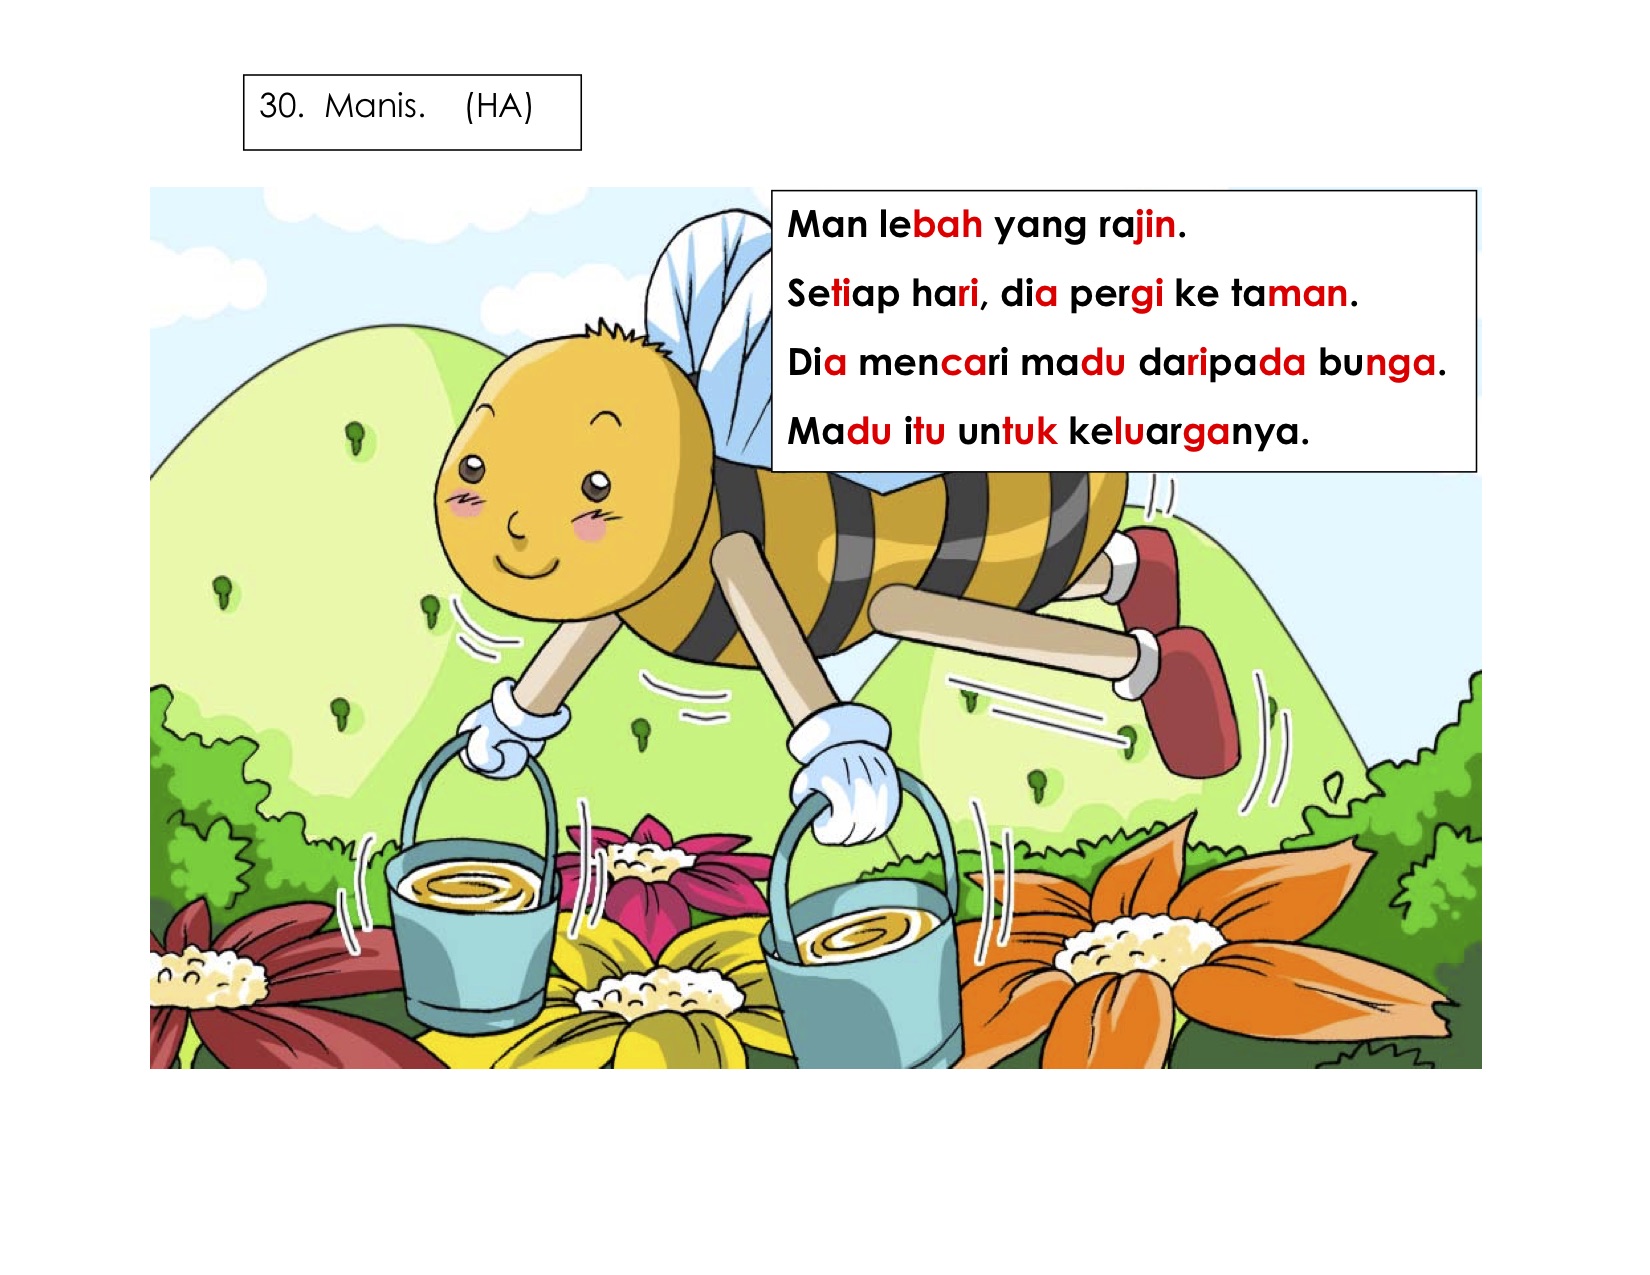 30. Manis. (HA)
Man lebah yang rajin.
Setiap hari, dia pergi ke taman.
Dia mencari madu daripada bunga.
Madu itu untuk keluarganya.